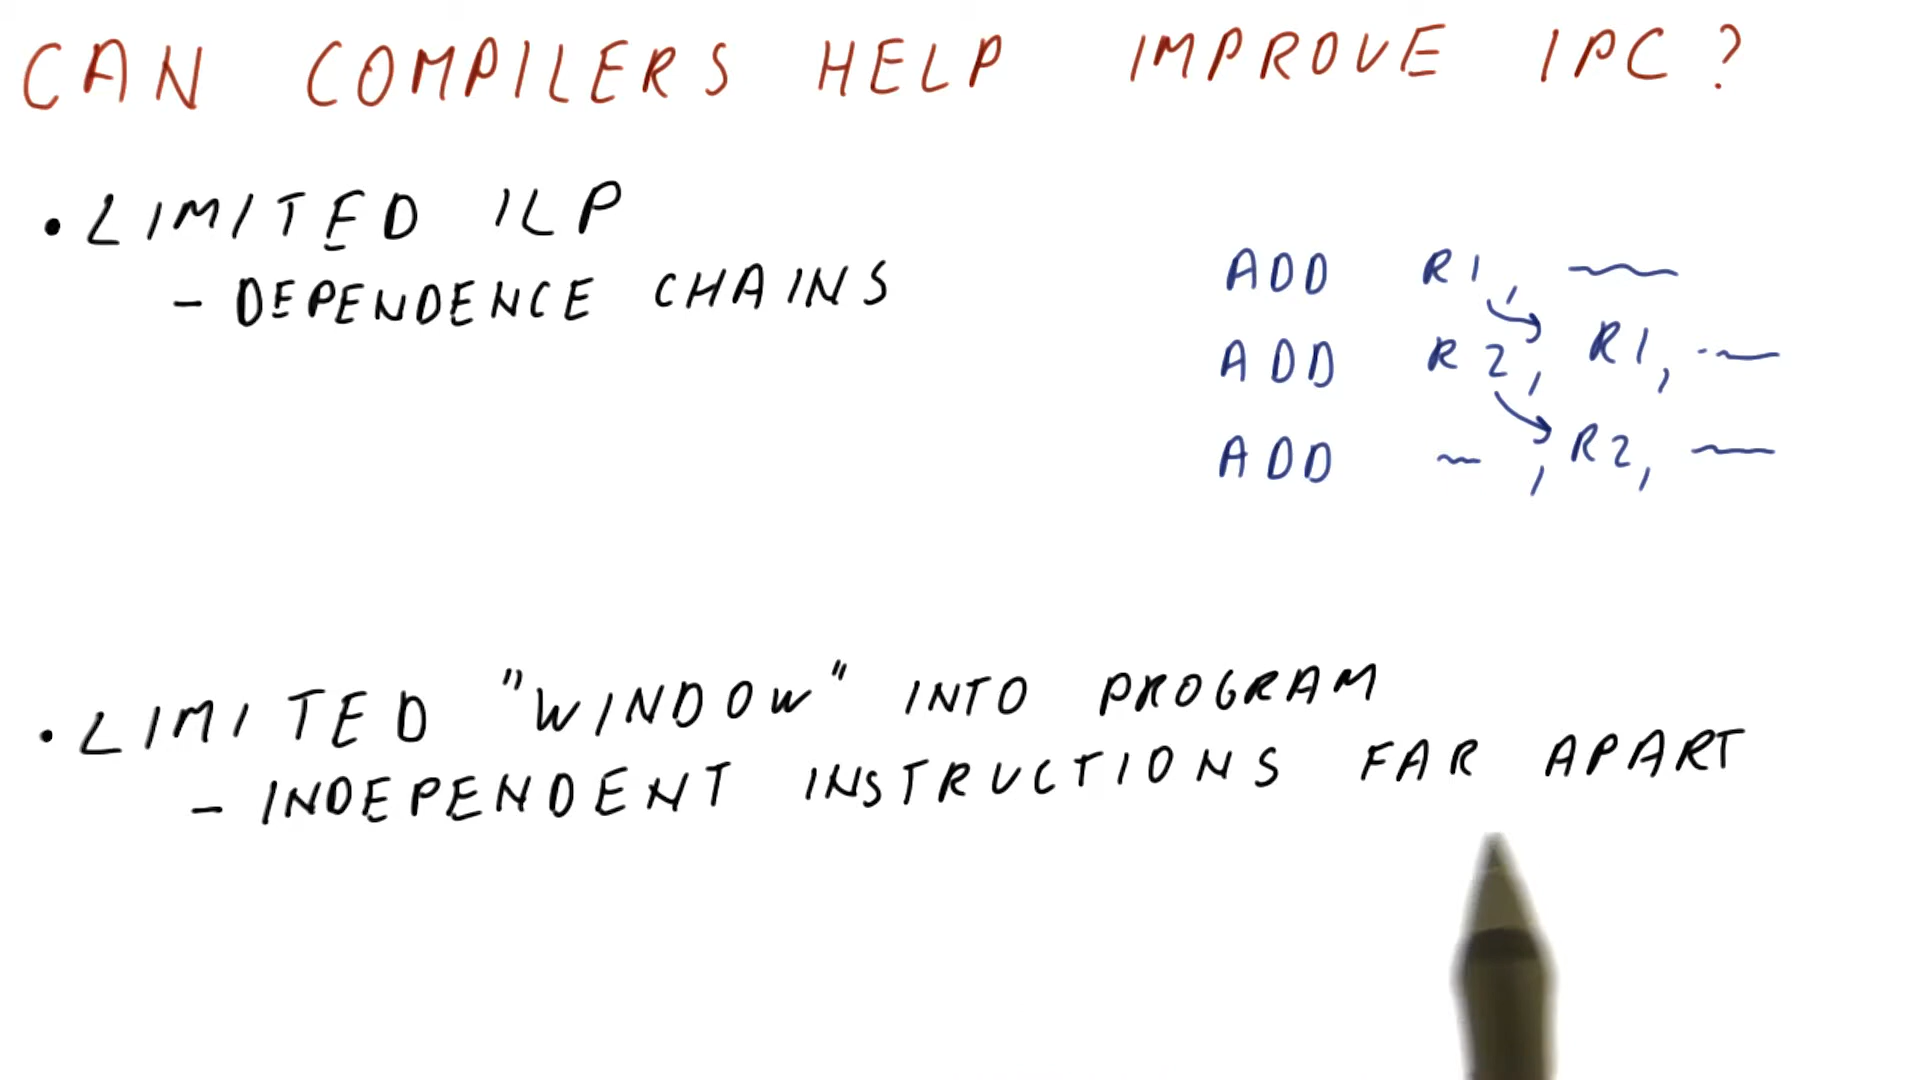 CAN COMPILERS HELP IMPROVE IPC?
• LIMITED ILP
- DEPENDENCE CHAINS
ADD R1,
ADD R2, R1,
ADD , R2,
• LIMITED "WINDOW" INTO PROGRAM
- INDEPENDENT INSTRUCTIONS FAR APART